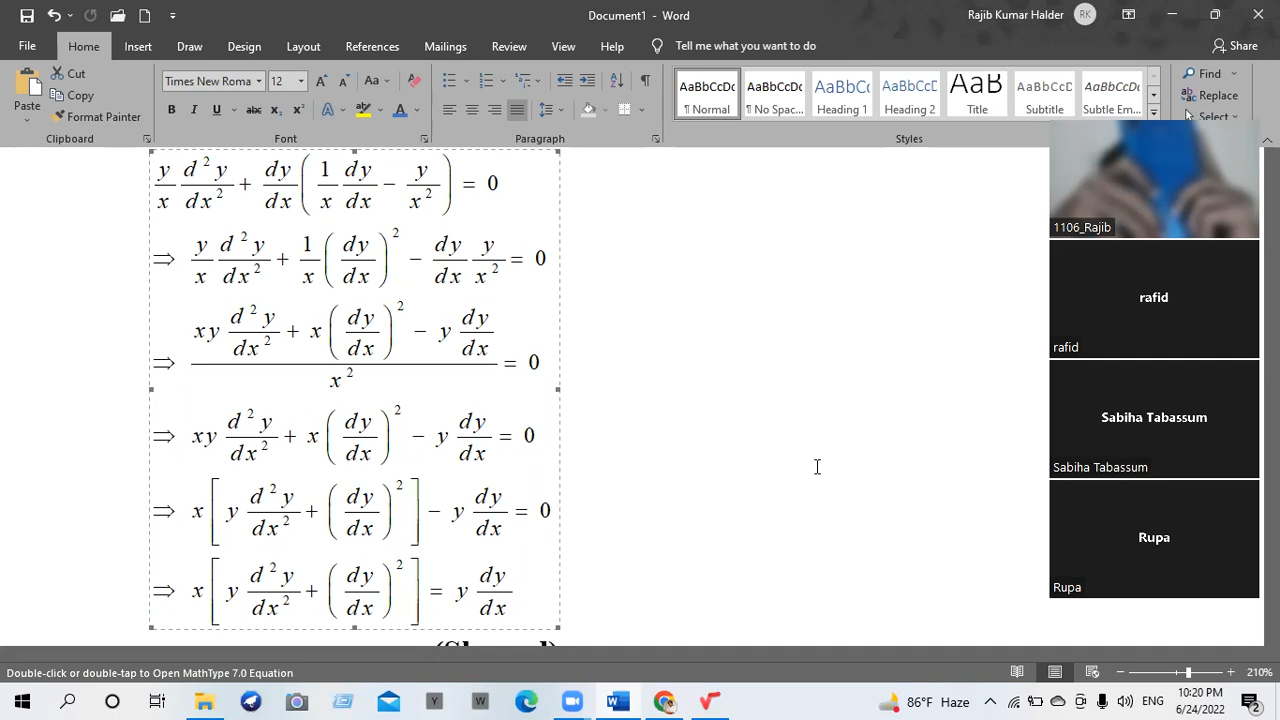 Document1 - Word
Rajib Kumar Halder
RK
File
Home
Insert
Draw
Design
Layout
References
Mailings
Review
View
Help
Tell me what you want to do
Share
Paste
Cut
Copy
Format Painter
Clipboard
Times New Roma
12
Font
Paragraph
AaBbCcDc
¶ Normal
AaBbCcDc
¶ No Spac...
AaBbCc
Heading 1
AaBbCcD
Heading 2
AaB
Title
AaBbCcD
Subtitle
AaBbCcDc
Subtle Em...
Styles
Find
Replace
Select
y/x d²y/dx² + dy/dx (1/x dy/dx − y/x²) = 0
⇒ y/x d²y/dx² + 1/x (dy/dx)² − dy/dx y/x² = 0
⇒ (xy d²y/dx² + x (dy/dx)² − y dy/dx) / x² = 0
⇒ xy d²y/dx² + x (dy/dx)² − y dy/dx = 0
⇒ x [y d²y/dx² + (dy/dx)²] − y dy/dx = 0
⇒ x [y d²y/dx² + (dy/dx)²] = y dy/dx
1106_Rajib
rafid
rafid
Sabiha Tabassum
Sabiha Tabassum
Rupa
Rupa
Double-click or double-tap to Open MathType 7.0 Equation
210%
86°F Haze
ENG
10:20 PM
6/24/2022
2